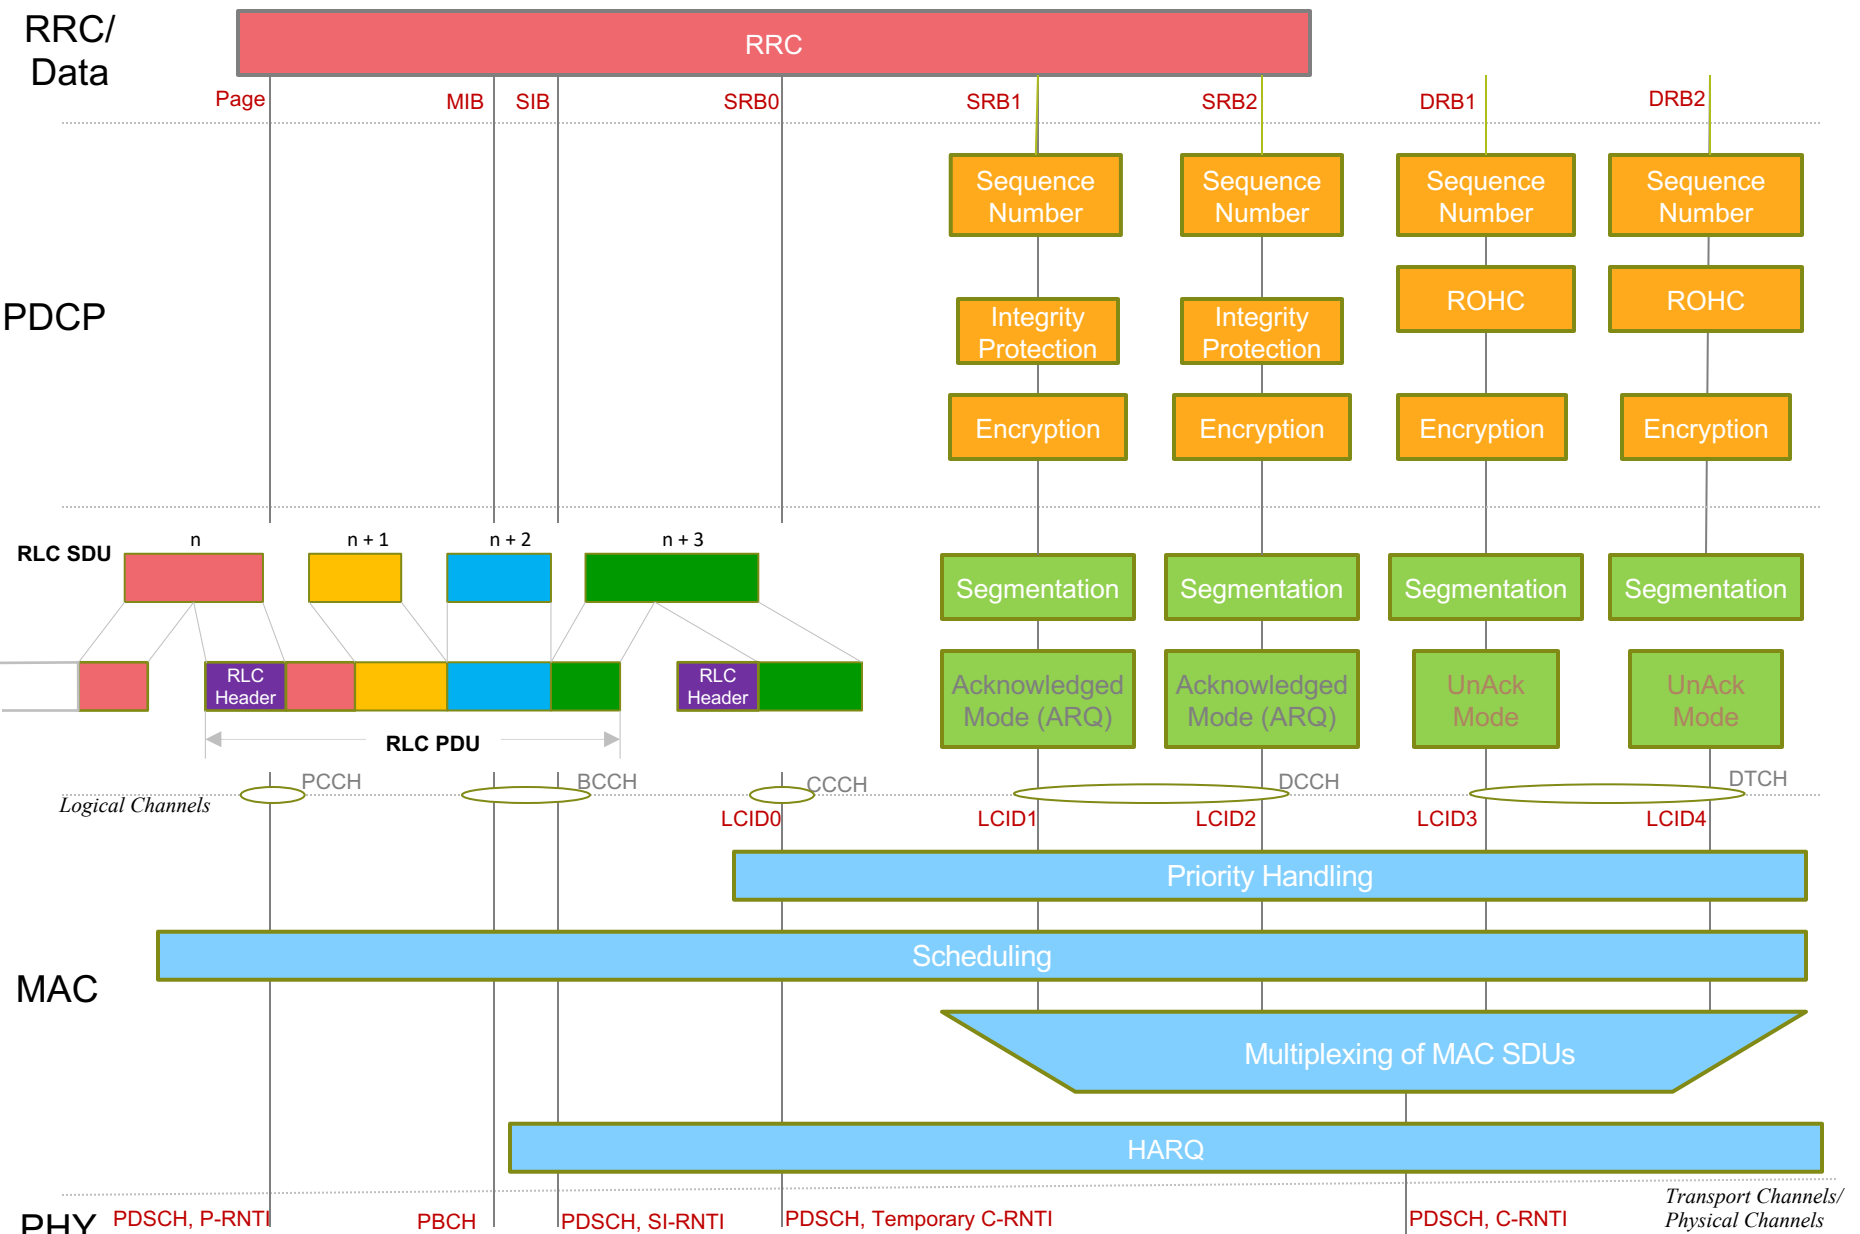 RRC/
Data
RRC
Page
MIB
SIB
SRB0
SRB1
SRB2
DRB1
DRB2
PDCP
Sequence
Number
Sequence
Number
Sequence
Number
Sequence
Number
ROHC
ROHC
Integrity
Protection
Integrity
Protection
Encryption
Encryption
Encryption
Encryption
RLC SDU
n
n + 1
n + 2
n + 3
Segmentation
Segmentation
Segmentation
Segmentation
RLC
Header
RLC
Header
RLC PDU
Acknowledged
Mode (ARQ)
Acknowledged
Mode (ARQ)
UnAck
Mode
UnAck
Mode
Logical Channels
PCCH
BCCH
CCCH
DCCH
DTCH
LCID0
LCID1
LCID2
LCID3
LCID4
Priority Handling
Scheduling
MAC
Multiplexing of MAC SDUs
HARQ
PHY
PDSCH, P-RNTI
PBCH
PDSCH, SI-RNTI
PDSCH, Temporary C-RNTI
PDSCH, C-RNTI
Transport Channels/
Physical Channels